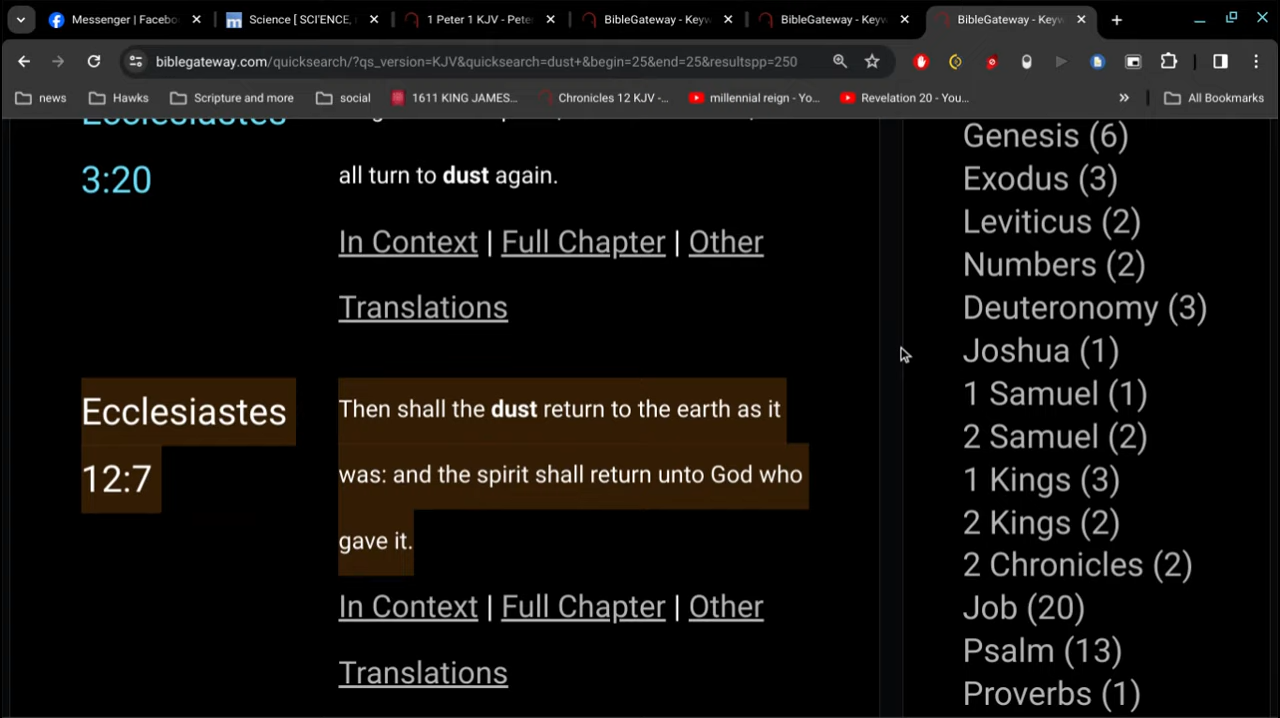 Messenger | Facebo
Science [ SCIENCE,
1 Peter 1 KJV - Pete
BibleGateway - Keyw
BibleGateway - Keyw
BibleGateway - Keyw
biblegateway.com/quicksearch/?qs_version=KJV&quicksearch=dust+&begin=25&end=25&resultspp=250
news
Hawks
Scripture and more
social
1611 KING JAMES...
Chronicles 12 KJV -...
millennial reign - Yo...
Revelation 20 - You...
All Bookmarks
Ecclesiastes
3:20
all turn to dust again.
In Context | Full Chapter | Other
Translations
Ecclesiastes
12:7
Then shall the dust return to the earth as it
was: and the spirit shall return unto God who
gave it.
In Context | Full Chapter | Other
Translations
Genesis (6)
Exodus (3)
Leviticus (2)
Numbers (2)
Deuteronomy (3)
Joshua (1)
1 Samuel (1)
2 Samuel (2)
1 Kings (3)
2 Kings (2)
2 Chronicles (2)
Job (20)
Psalm (13)
Proverbs (1)